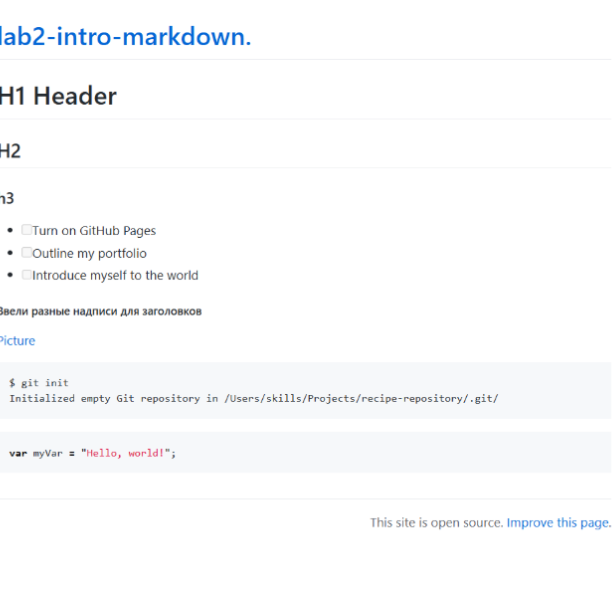 lab2-intro-markdown.
H1 Header
H2
h3
Turn on GitHub Pages
Outline my portfolio
Introduce myself to the world
Ввели разные надписи для заголовков
Picture
$ git init
Initialized empty Git repository in /Users/skills/Projects/recipe-repository/.git/
var myVar = "Hello, world!";
This site is open source. Improve this page.